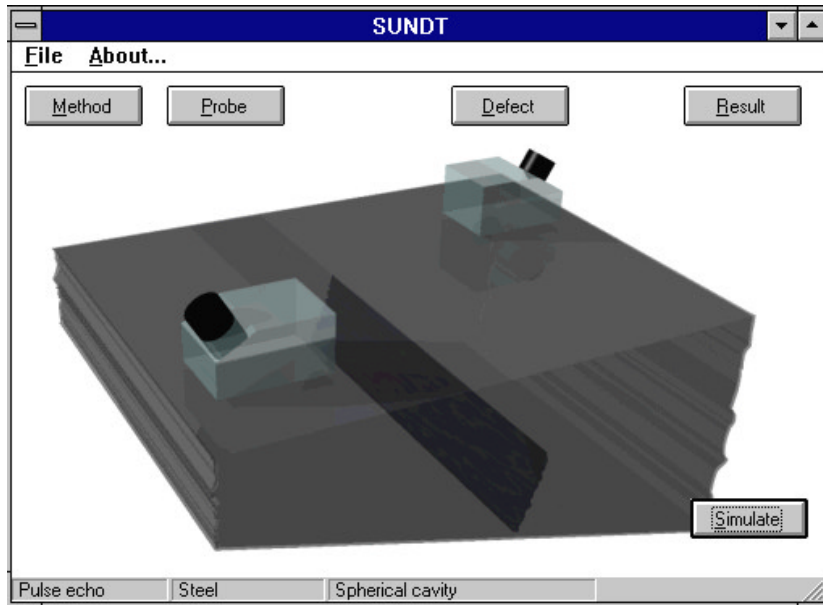 SUNDT
File About...
Method Probe Defect Result
Simulate
Pulse echo Steel Spherical cavity